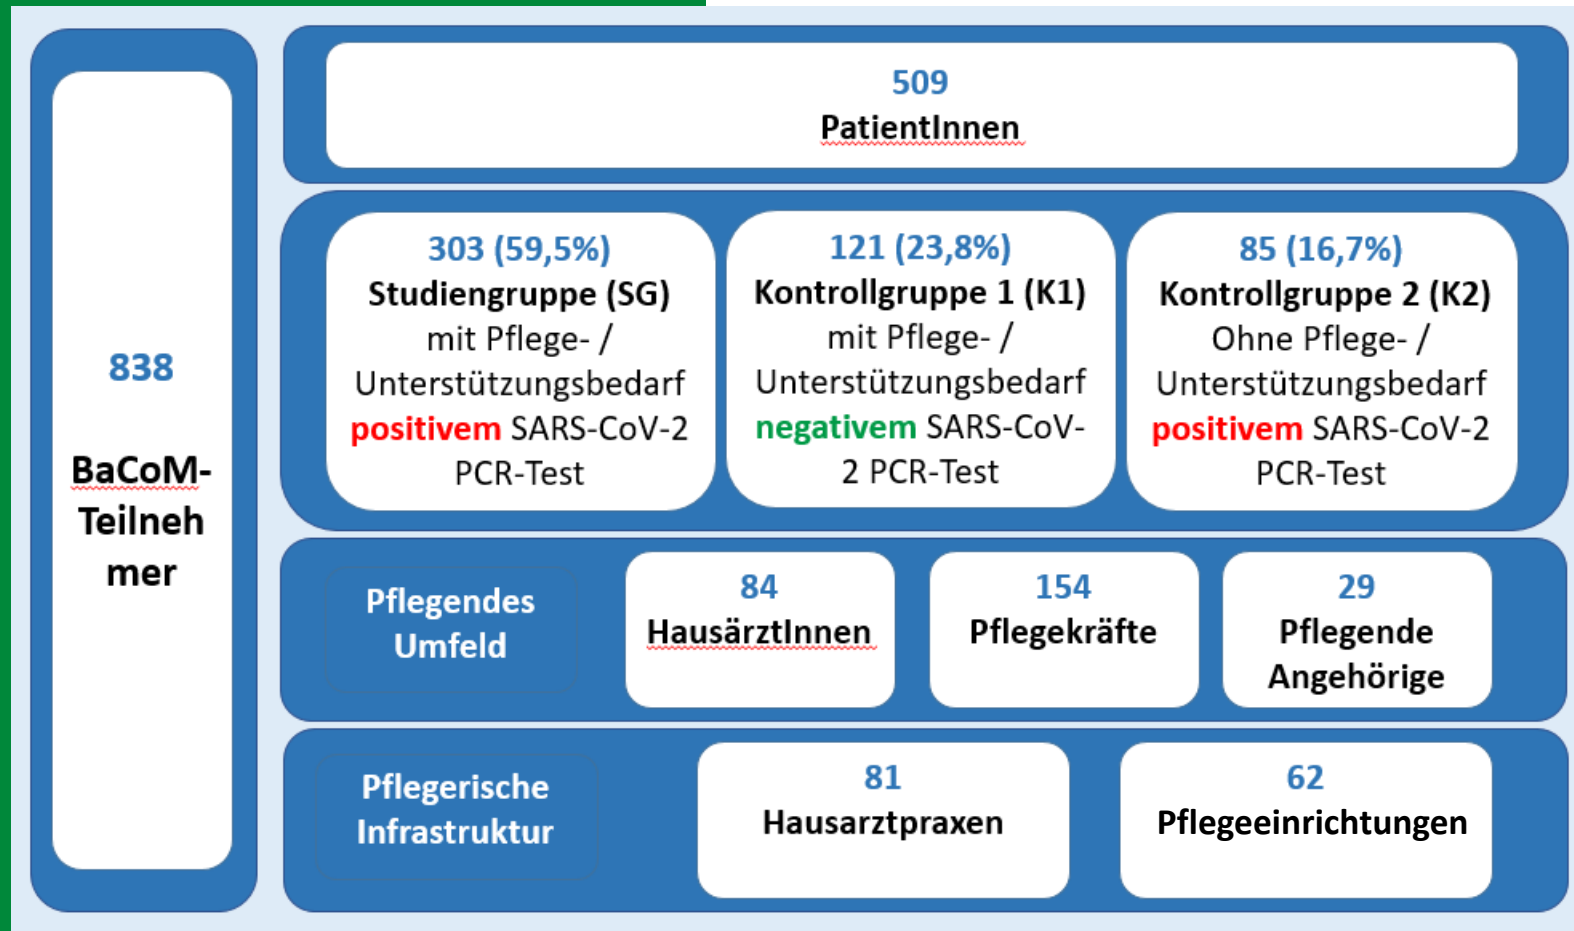 838
BaCoM-
Teilneh
mer
509
PatientInnen
303 (59,5%)
Studiengruppe (SG)
mit Pflege- /
Unterstützungsbedarf
positivem SARS-CoV-2
PCR-Test
121 (23,8%)
Kontrollgruppe 1 (K1)
mit Pflege- /
Unterstützungsbedarf
negativem SARS-CoV-
2 PCR-Test
85 (16,7%)
Kontrollgruppe 2 (K2)
Ohne Pflege- /
Unterstützungsbedarf
positivem SARS-CoV-2
PCR-Test
Pflegendes
Umfeld
84
HausärztInnen
154
Pflegekräfte
29
Pflegende
Angehörige
Pflegerische
Infrastruktur
81
Hausarztpraxen
62
Pflegeeinrichtungen